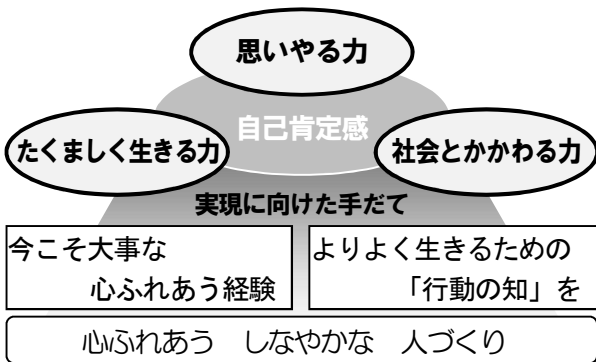 思いやる力
自己肯定感
たくましく生きる力
社会とかかわる力
実現に向けた手だて
今こそ大事な
心ふれあう経験
よりよく生きるための
「行動の知」を
心ふれあう　しなやかな　人づくり